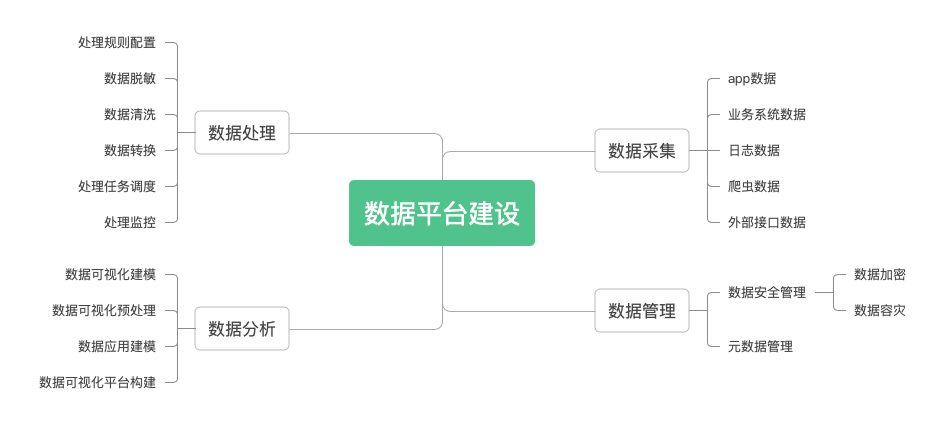 数据平台建设
数据处理
处理规则配置
数据脱敏
数据清洗
数据转换
处理任务调度
处理监控
数据分析
数据可视化建模
数据可视化预处理
数据应用建模
数据可视化平台构建
数据采集
app数据
业务系统数据
日志数据
爬虫数据
外部接口数据
数据管理
数据安全管理
数据加密
数据容灾
元数据管理